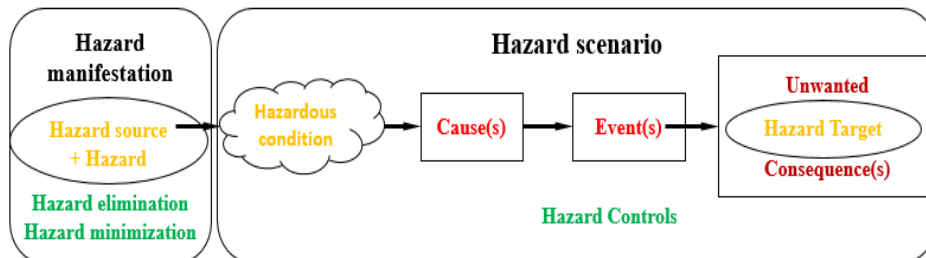 Hazard
manifestation
Hazard source
+ Hazard
Hazard elimination
Hazard minimization
Hazard scenario
Hazardous
condition
Cause(s)
Event(s)
Unwanted
Hazard Target
Consequence(s)
Hazard Controls